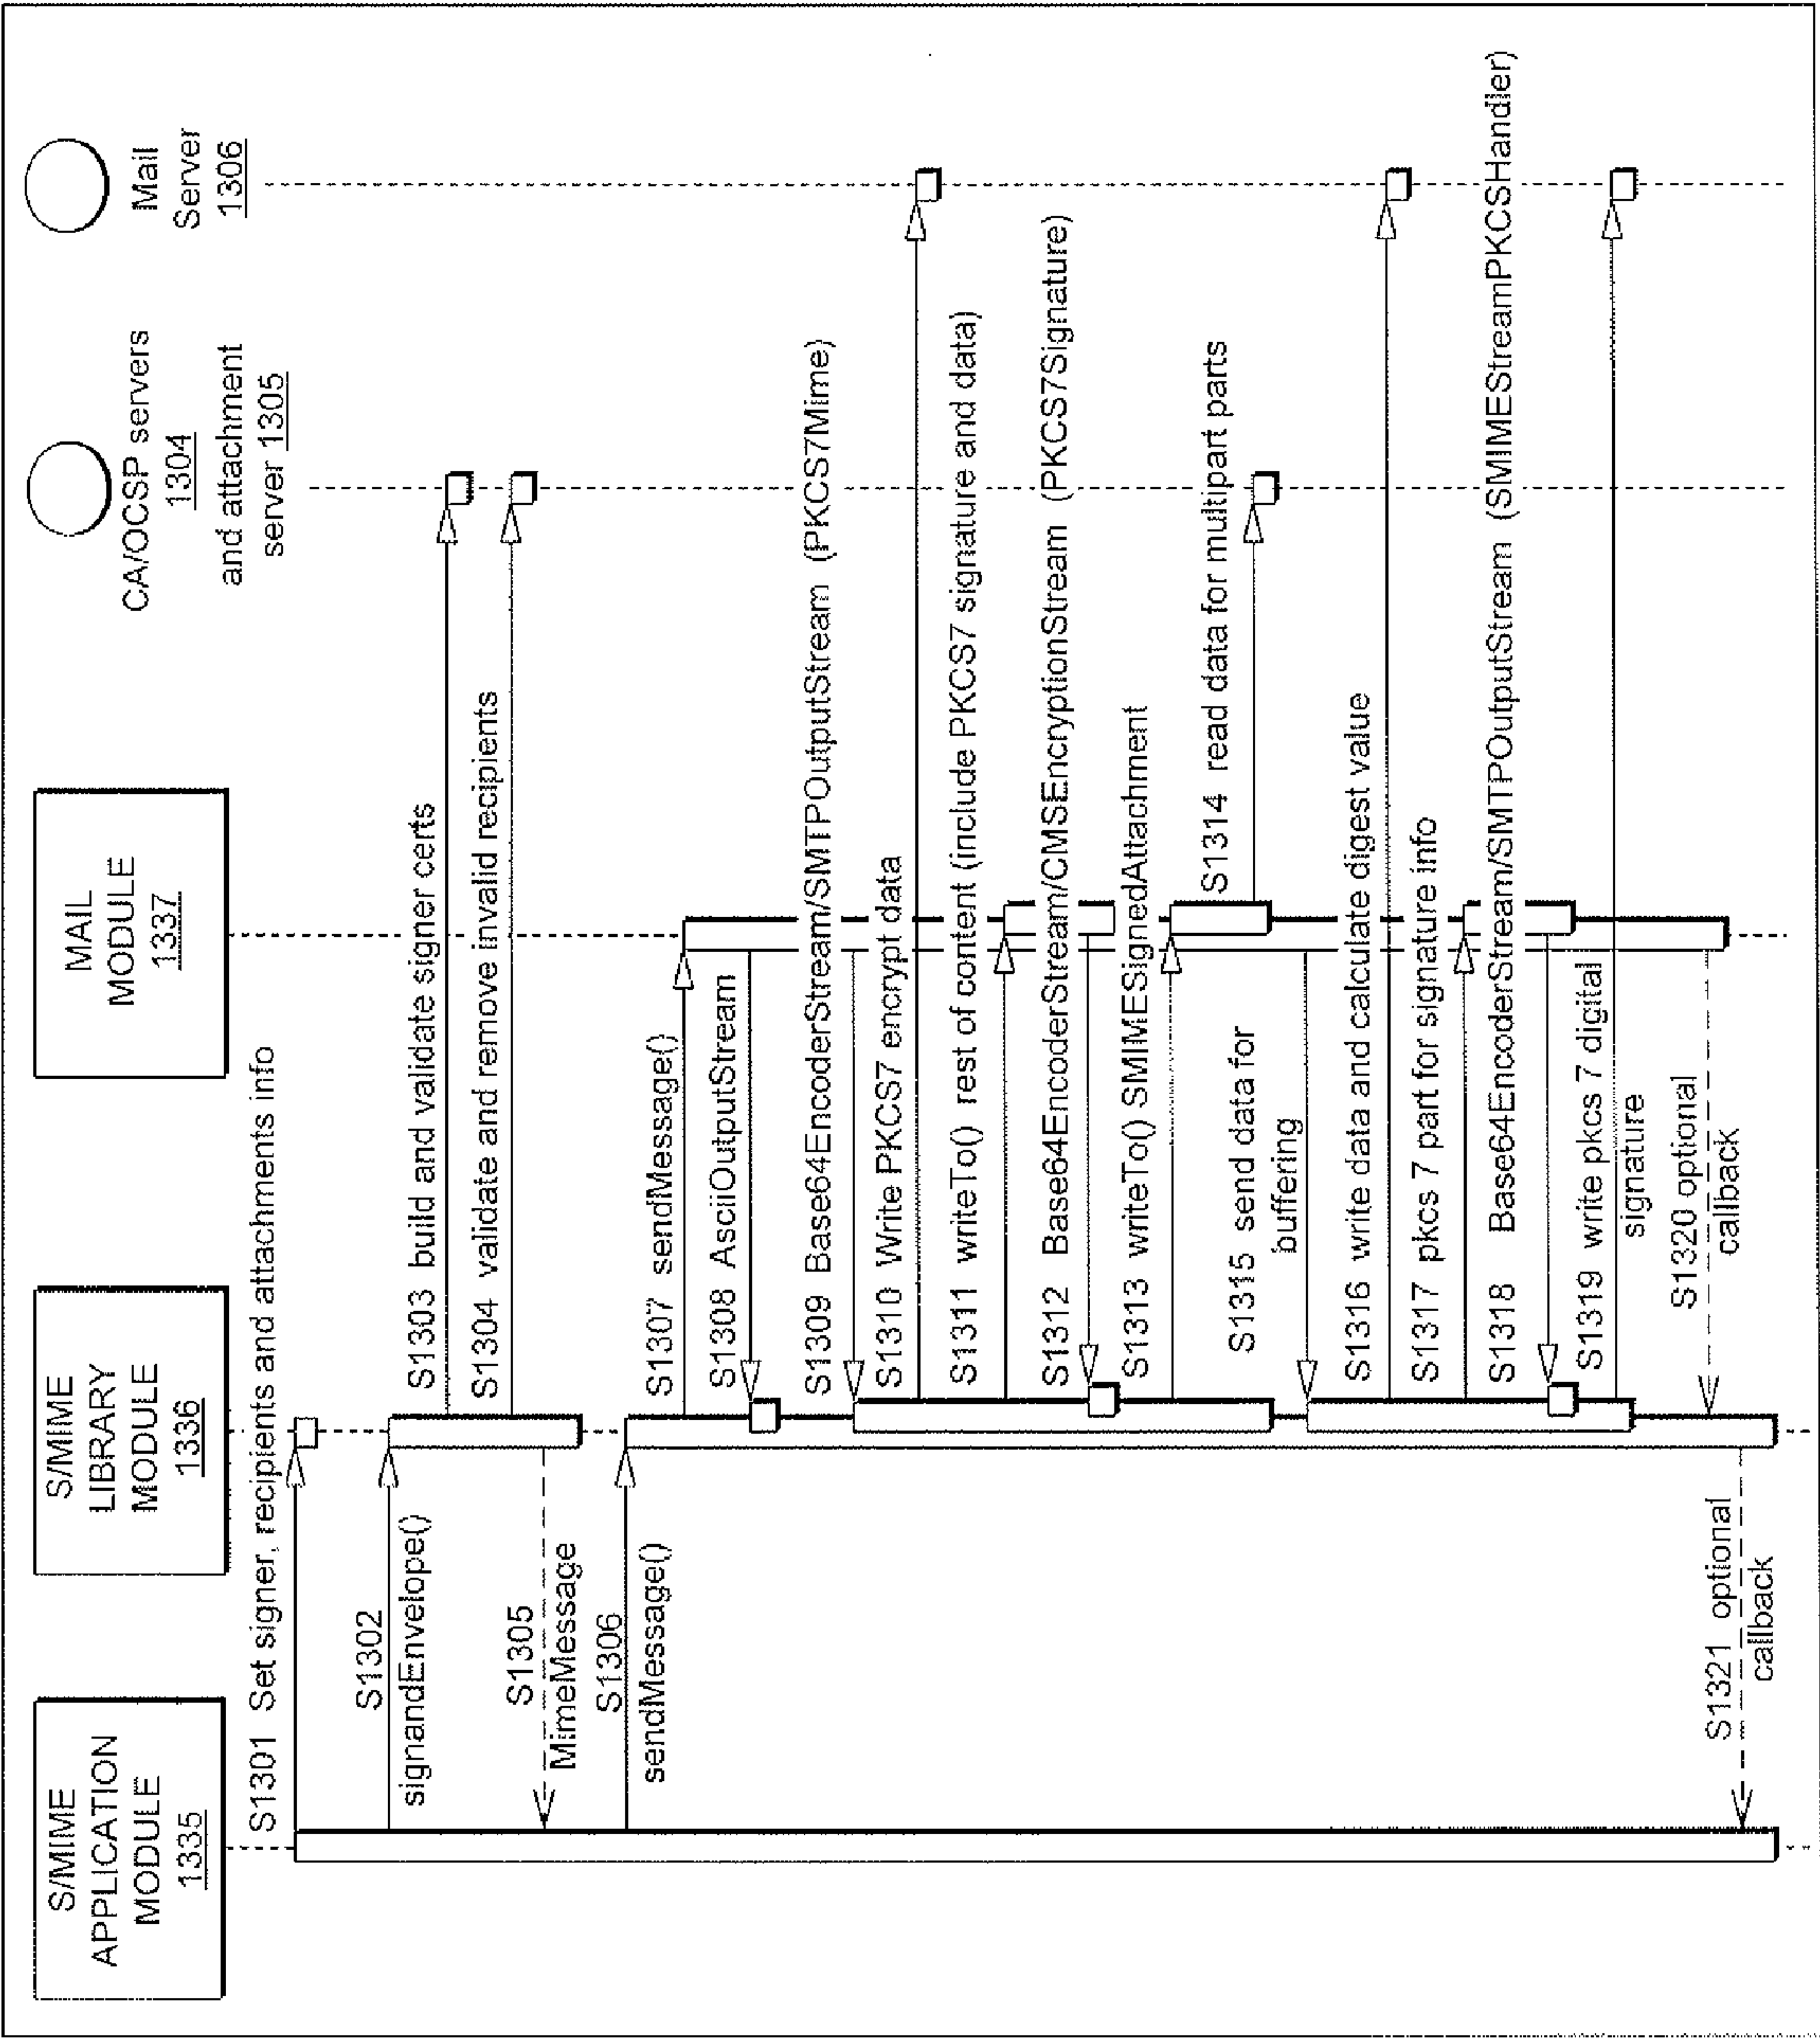 S/MIME
APPLICATION
MODULE
1335
S/MIME
LIBRARY
MODULE
1336
MAIL
MODULE
1337
CA/OCSP servers
1304
and attachment
server 1305
Mail
Server
1306
S1301 Set signer, recipients and attachments info
S1302
signandEnvelope()
S1303 build and validate signer certs
S1304 validate and remove invalid recipients
S1305
MimeMessage
S1306
sendMessage()
S1307 sendMessage()
S1308 AsciiOutputStream
S1309 Base64EncoderStream/SMTPOutputStream (PKCS7Mime)
S1310 Write PKCS7 encrypt data
S1311 writeTo() rest of content (include PKCS7 signature and data)
S1312 Base64EncoderStream/CMSEncryptionStream (PKCS7Signature)
S1313 writeTo() SMIMESignedAttachment
S1314 read data for multipart parts
S1315 send data for
buffering
S1316 write data and calculate digest value
S1317 pkcs 7 part for signature info
S1318 Base64EncoderStream/SMTPOutputStream (SMIMEStreamPKCSHandler)
S1319 write pkcs 7 digital
signature
S1320 optional
callback
S1321 optional
callback